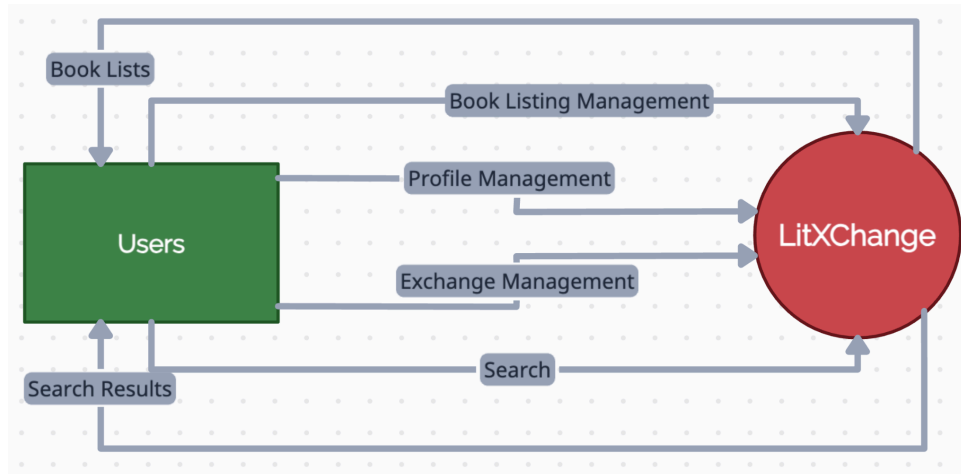 Book Lists
Book Listing Management
Profile Management
Users
LitXChange
Exchange Management
Search
Search Results